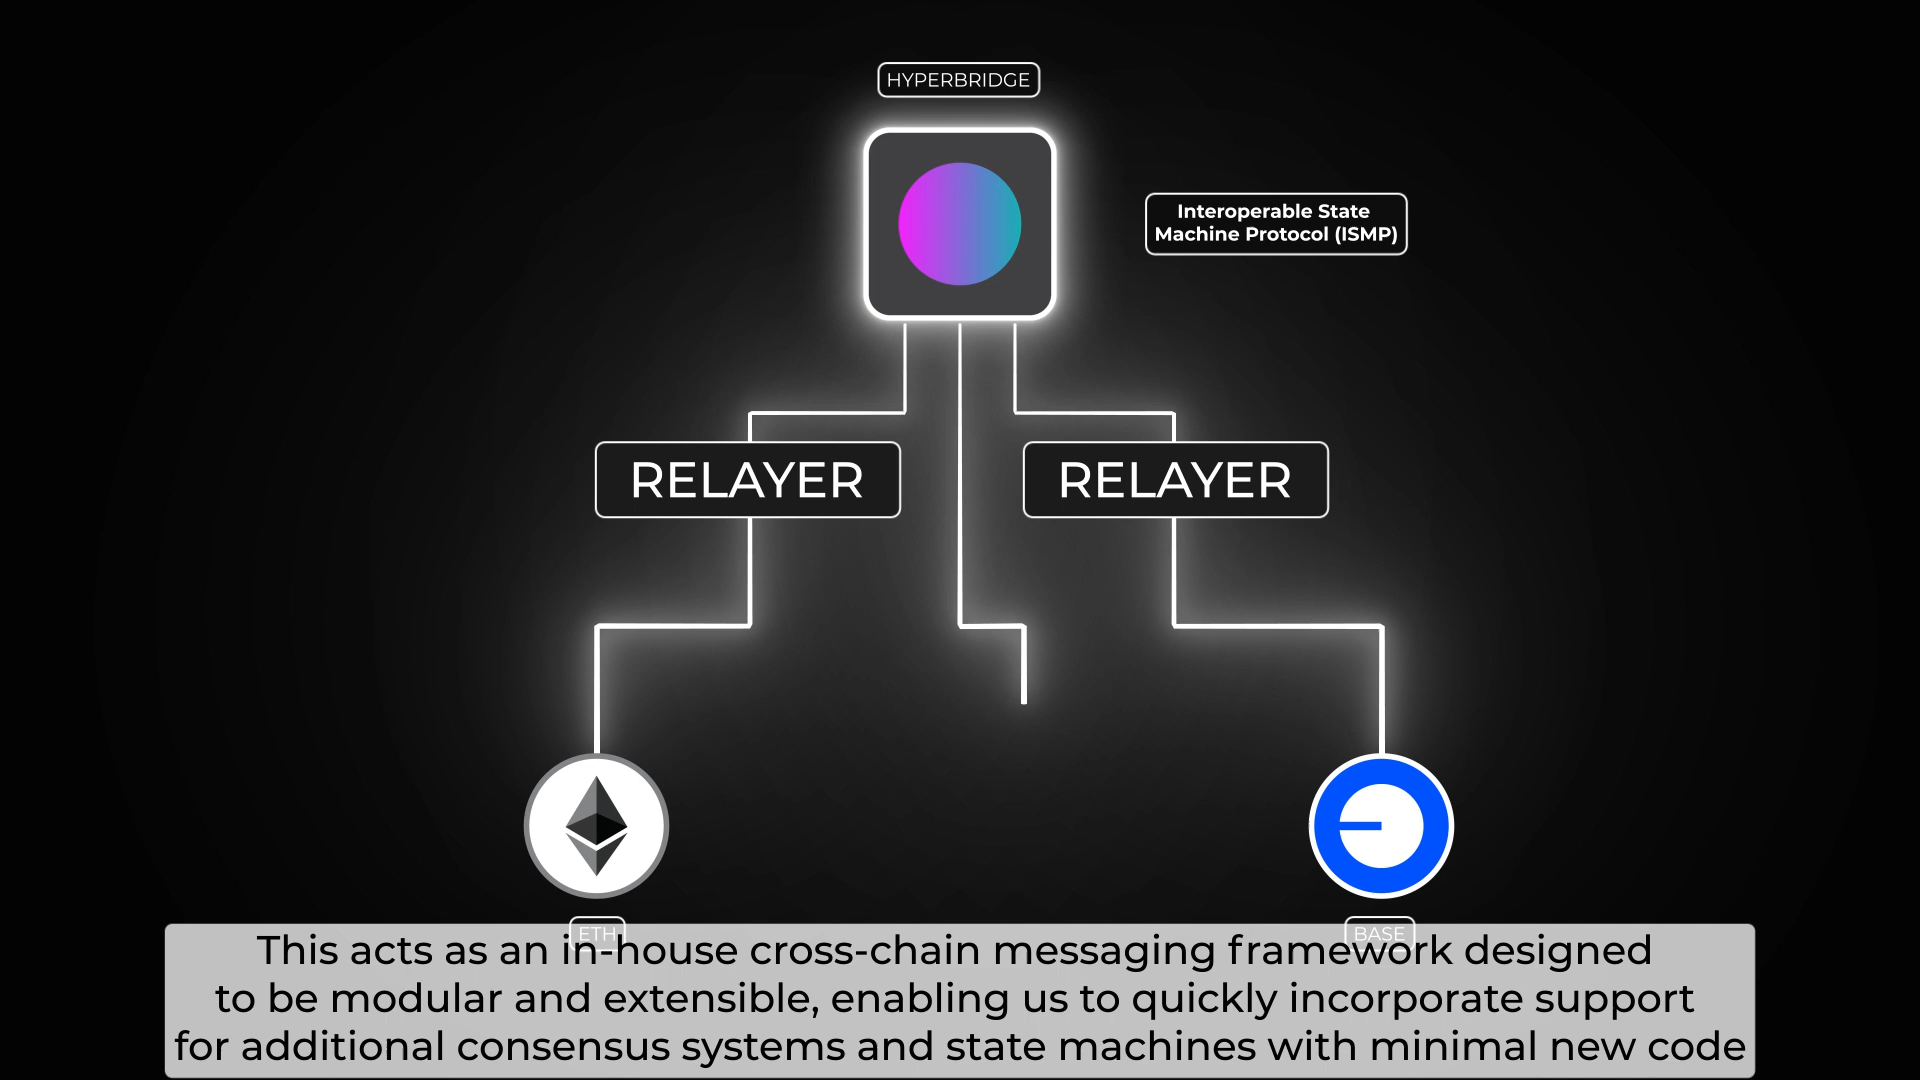 HYPERBRIDGE
Interoperable State
Machine Protocol (ISMP)
RELAYER
RELAYER
ETH
BASE
This acts as an in-house cross-chain messaging framework designed
to be modular and extensible, enabling us to quickly incorporate support
for additional consensus systems and state machines with minimal new code